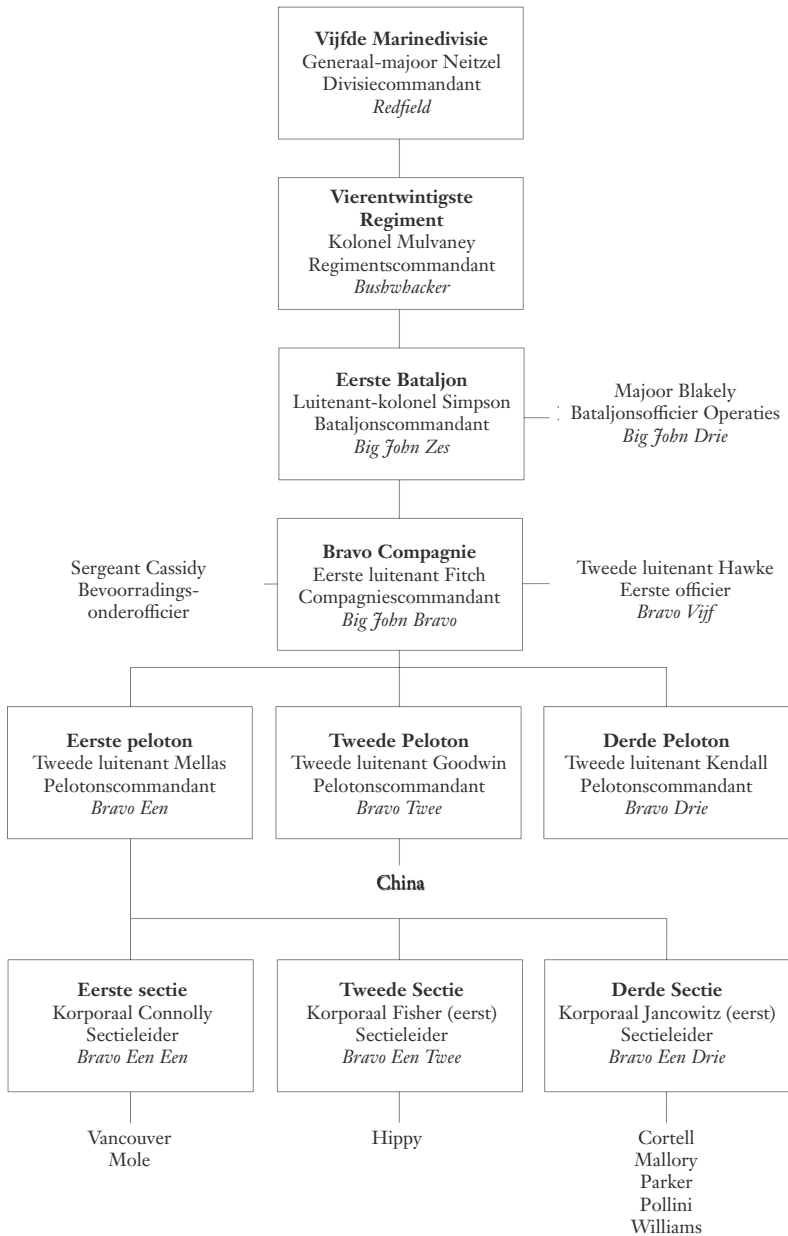 Vijfde Marinedivisie
Generaal-majoor Neitzel
Divisiecommandant
Redfield
Vierentwintigste
Regiment
Kolonel Mulvaney
Regimentscommandant
Bushwhacker
Eerste Bataljon
Luitenant-kolonel Simpson
Bataljonscommandant
Big John Zes
Majoor Blakely
Bataljonsofficier Operaties
Big John Drie
Sergeant Cassidy
Bevoorradings-
onderofficier
Bravo Compagnie
Eerste luitenant Fitch
Compagniescommandant
Big John Bravo
Tweede luitenant Hawke
Eerste officier
Bravo Vijf
Eerste peloton
Tweede luitenant Mellas
Pelotonscommandant
Bravo Een
Tweede Peloton
Tweede luitenant Goodwin
Pelotonscommandant
Bravo Twee
Derde Peloton
Tweede luitenant Kendall
Pelotonscommandant
Bravo Drie
China
Eerste sectie
Korporaal Connolly
Sectieleider
Bravo Een Een
Tweede Sectie
Korporaal Fisher (eerst)
Sectieleider
Bravo Een Twee
Derde Sectie
Korporaal Jancowitz (eerst)
Sectieleider
Bravo Een Drie
Vancouver
Mole
Hippy
Cortell
Mallory
Parker
Pollini
Williams